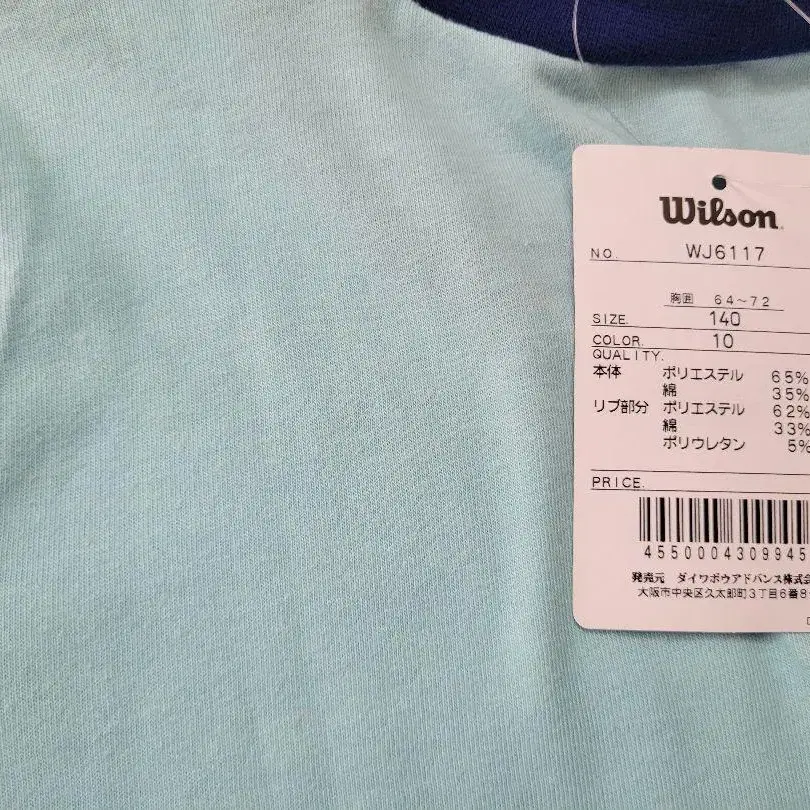 Wilson
NO. WJ6117
胸囲 64~72
SIZE. 140
COLOR. 10
QUALITY.
本体 ポリエステル 65%
綿 35%
リブ部分 ポリエステル 62%
綿 33%
ポリウレタン 5%
PRICE.
4550004309945
発売元 ダイワボウアドバンス株式
大阪市中央区久太郎町3丁目6番8